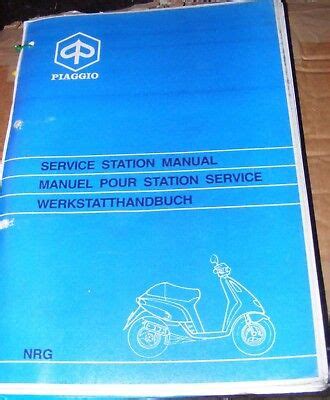 PIAGGIO
SERVICE STATION MANUAL
MANUEL POUR STATION SERVICE
WERKSTATTHANDBUCH
NRG